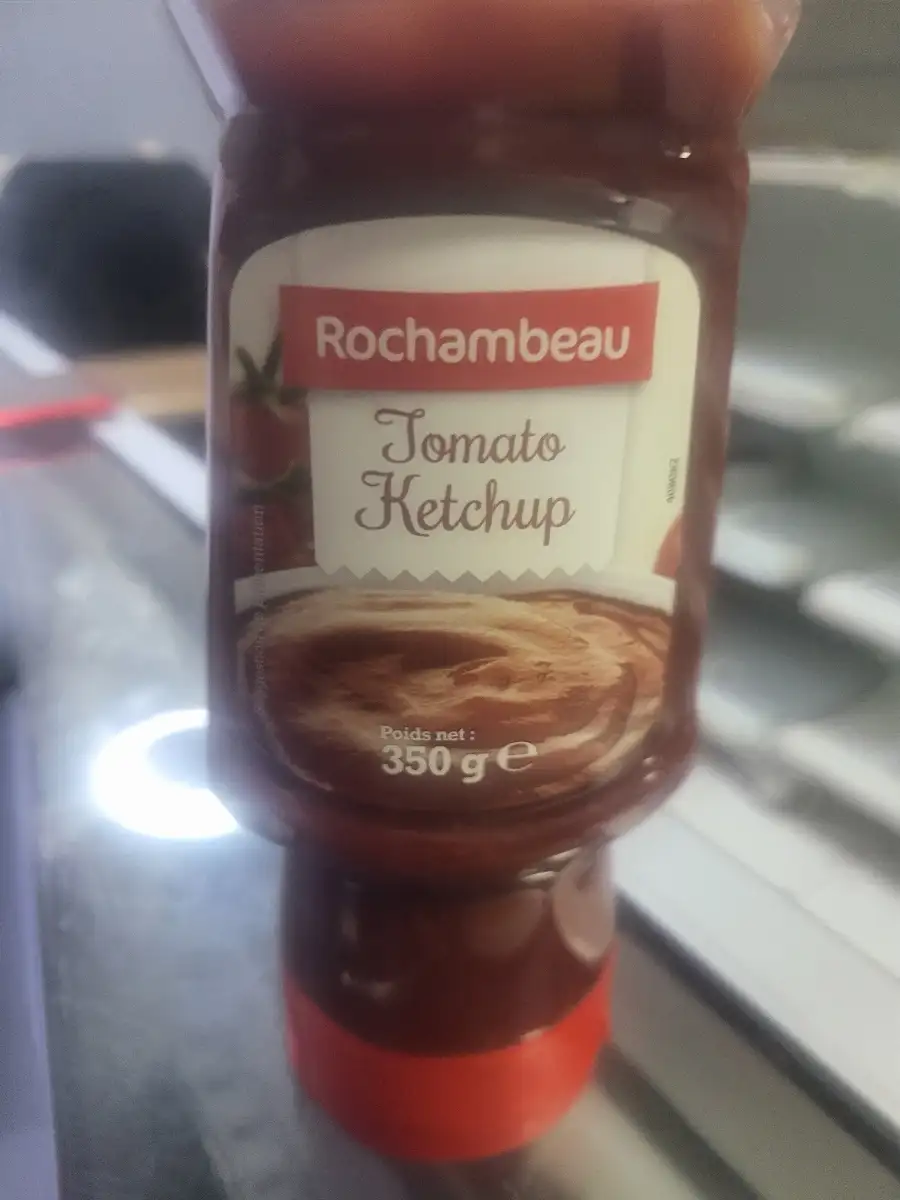 Rochambeau
Tomato
Ketchup
Poids net :
350 g e